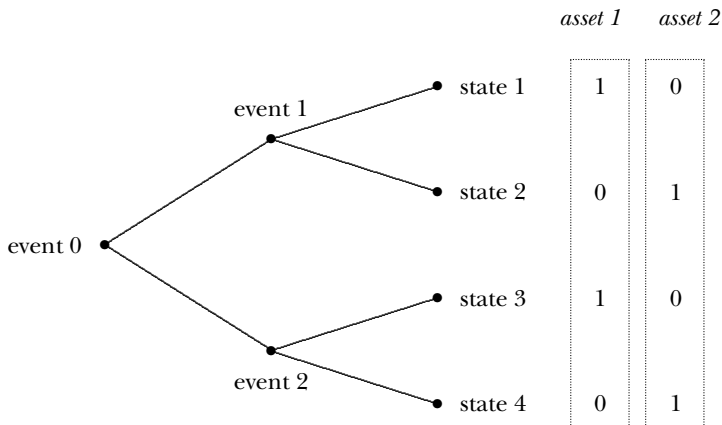 asset 1 asset 2
state 1 1 0
event 1
state 2 0 1
event 0
state 3 1 0
event 2
state 4 0 1